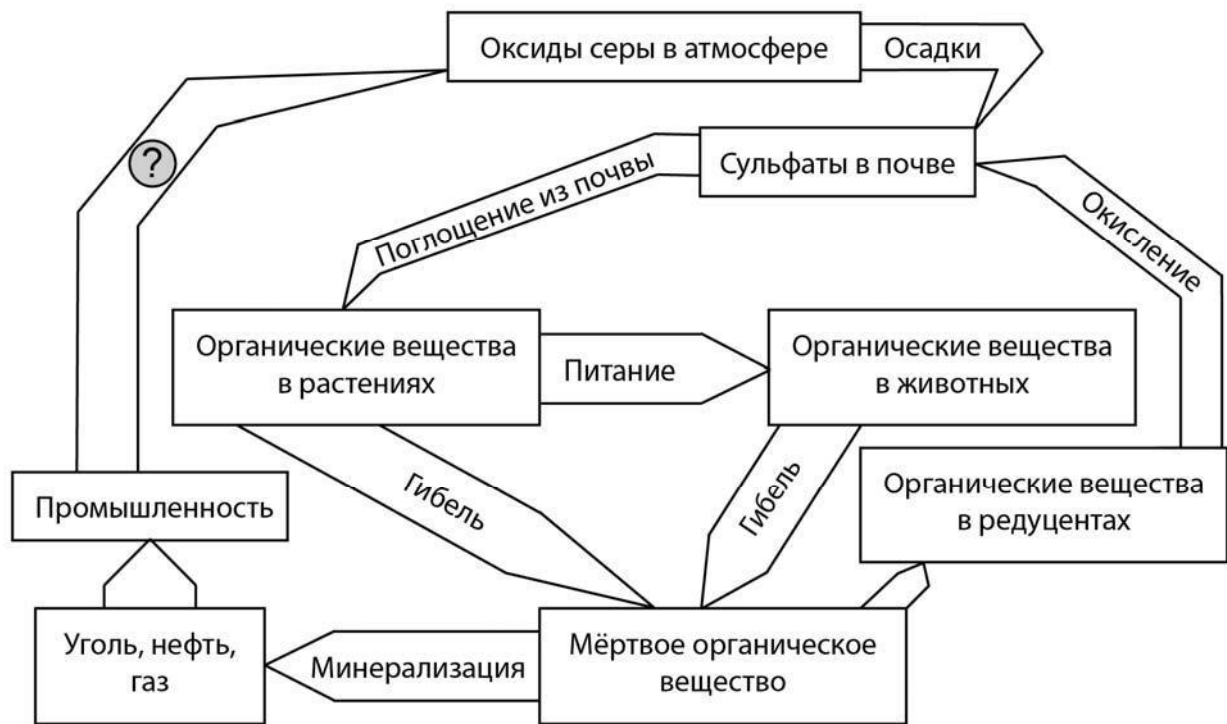 Оксиды серы в атмосфере
Осадки
?
Сульфаты в почве
Поглощение из почвы
Окисление
Органические вещества
в растениях
Питание
Органические вещества
в животных
Гибель
Гибель
Промышленность
Органические вещества
в редуцентах
Уголь, нефть,
газ
Минерализация
Мёртвое органическое
вещество